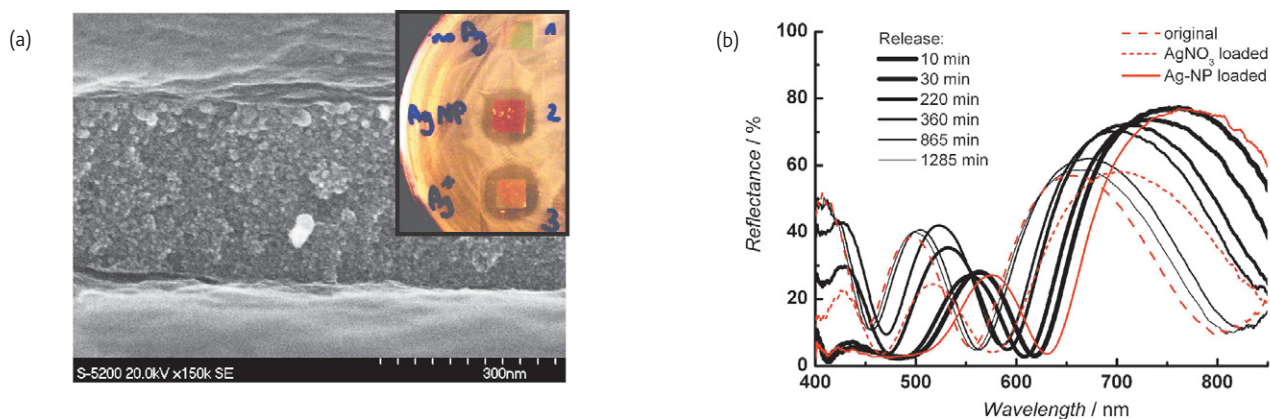 (a)
no Ag 1
Ag NP 2
Ag+ 3
S-5200 20.0kV x150k SE 300nm
(b)
Release:
10 min
30 min
220 min
360 min
865 min
1285 min
original
AgNO₃ loaded
Ag-NP loaded
Reflectance / %
100
80
60
40
20
0
400 500 600 700 800
Wavelength / nm